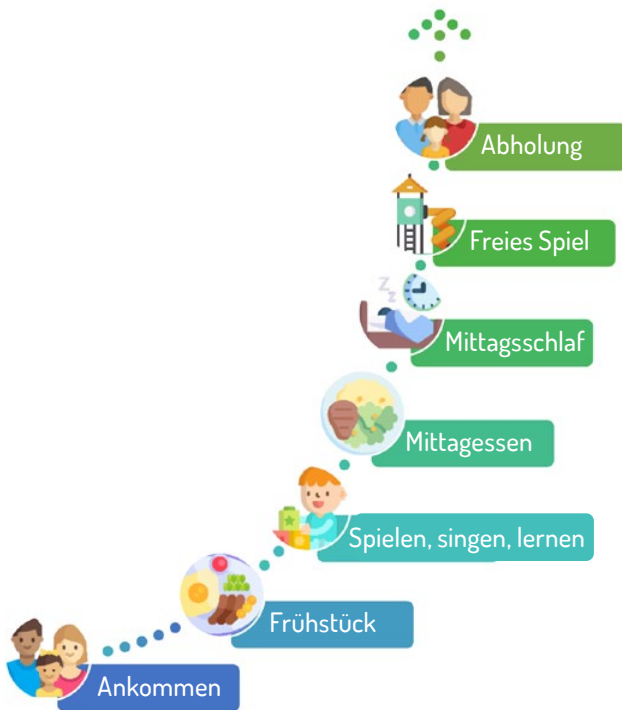 Abholung
Freies Spiel
Mittagsschlaf
Mittagessen
Spielen, singen, lernen
Frühstück
Ankommen